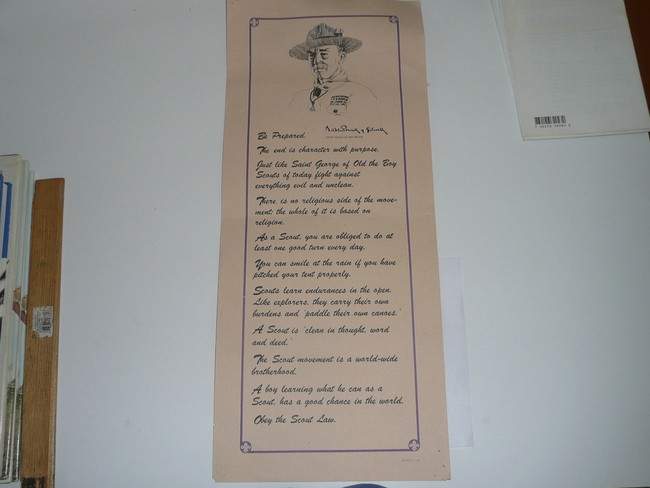 Be Prepared.
The end is character with purpose.
Just like Saint George of Old the Boy
Scouts of today fight against
everything evil and unclean.
There, is no religious side of the move-
ment; the whole of it is based on
religion.
As a Scout, you are obliged to do at
least one good turn every day.
You can smile at the rain if you have
pitched your tent properly.
Scouts learn endurances in the open.
Like explorers, they carry their own
burdens and 'paddle their own canoes.'
A Scout is 'clean in thought, word
and deed.'
The Scout movement is a world-wide
brotherhood.
A boy learning what he can as a
Scout, has a good chance in the world.
Obey the Scout Law.